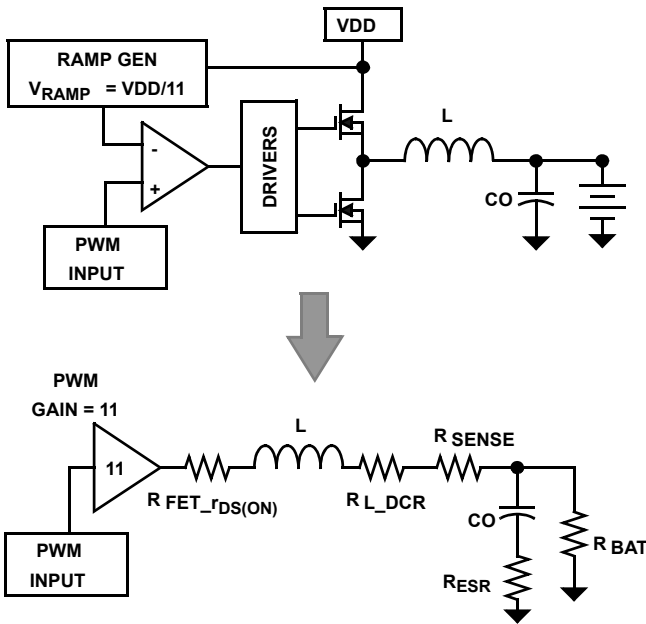 VDD
RAMP GEN
VRAMP = VDD/11
-
+
DRIVERS
L
CO
PWM
INPUT
PWM
GAIN = 11
11
R FET_rDS(ON)
L
R L_DCR
R SENSE
CO
RESR
R BAT
PWM
INPUT